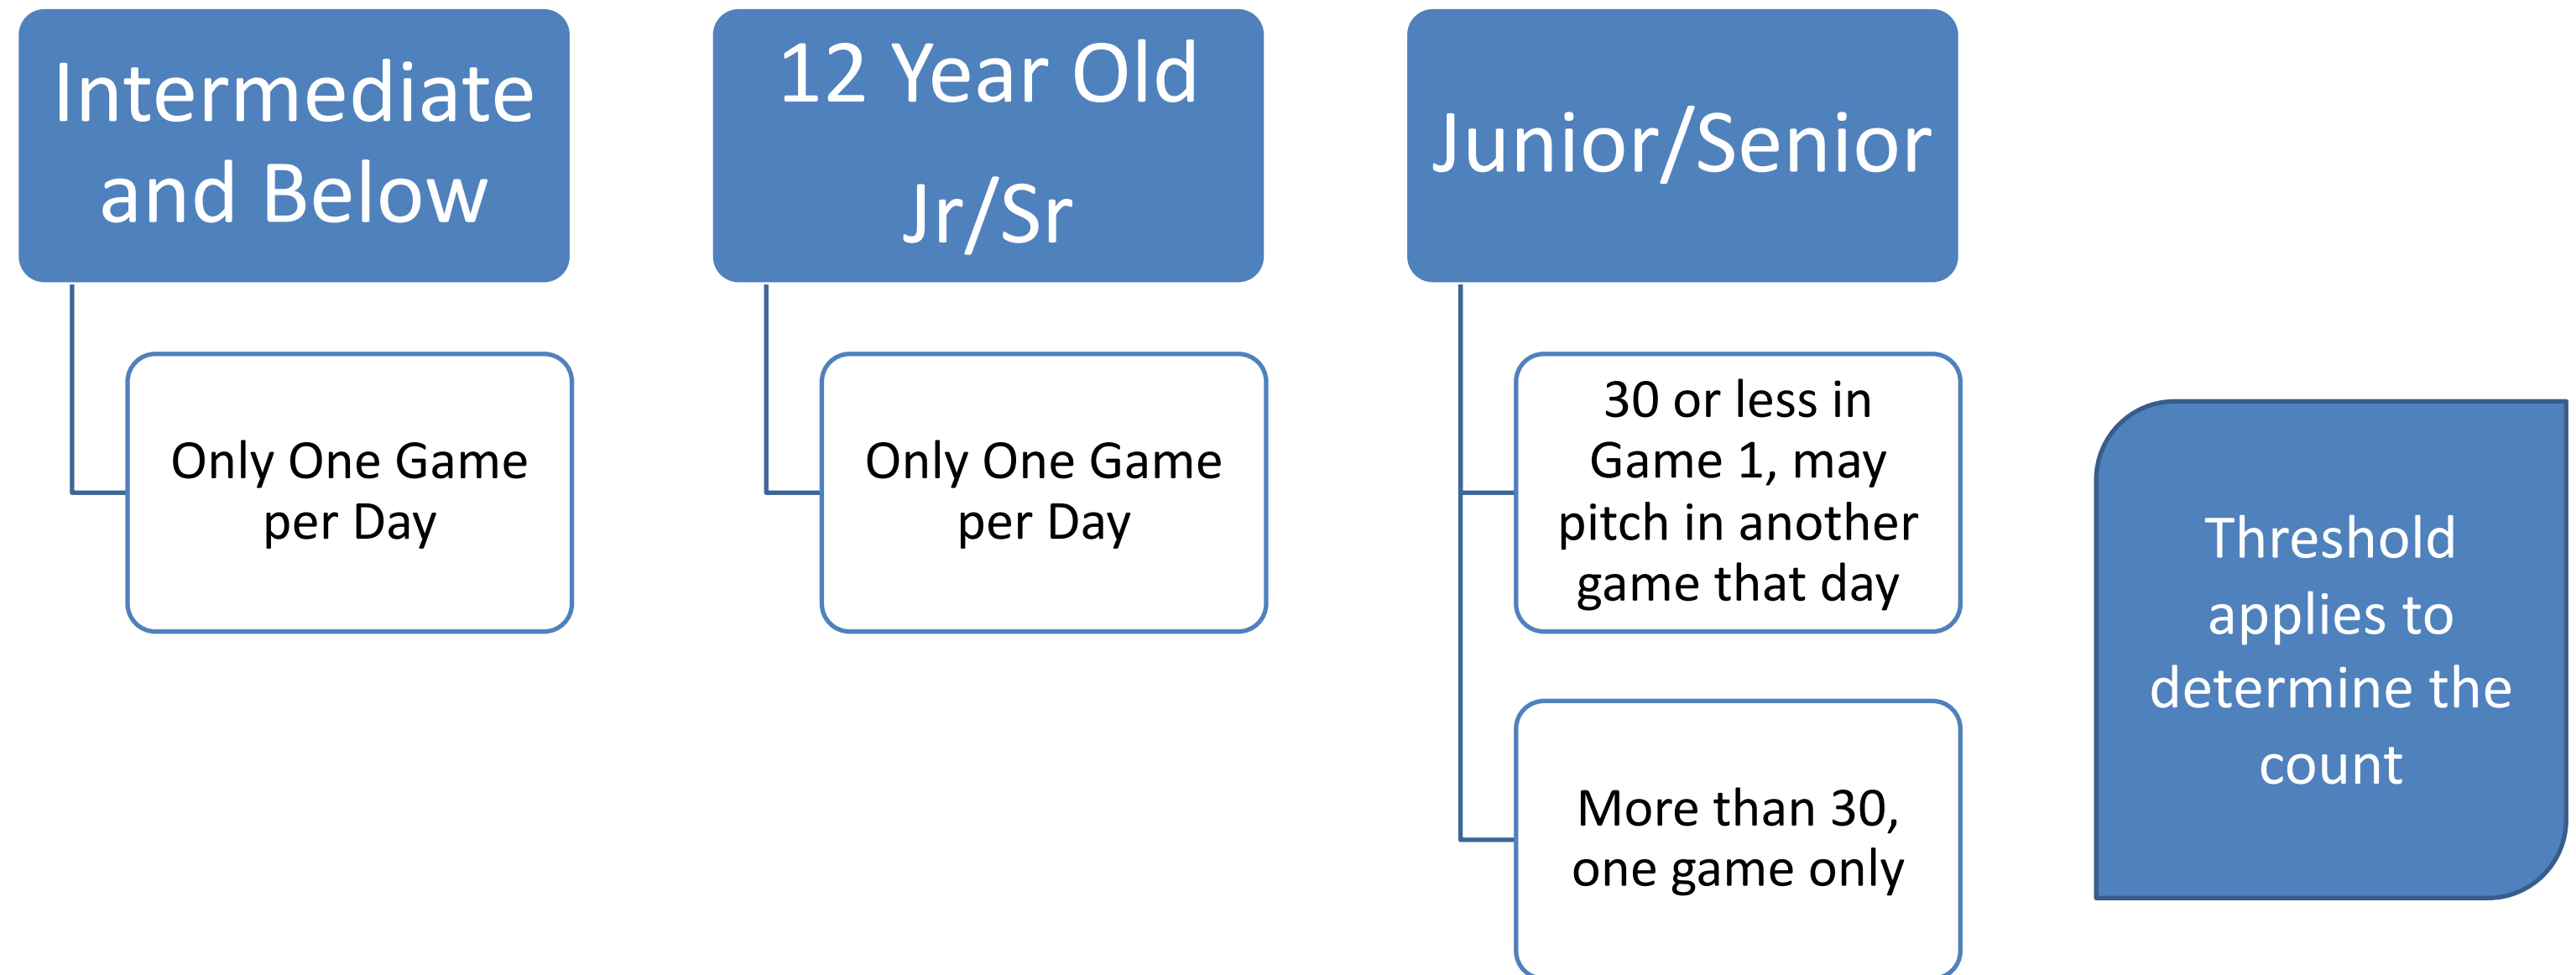 Intermediate
and Below
Only One Game
per Day
12 Year Old
Jr/Sr
Only One Game
per Day
Junior/Senior
30 or less in
Game 1, may
pitch in another
game that day
More than 30,
one game only
Threshold
applies to
determine the
count